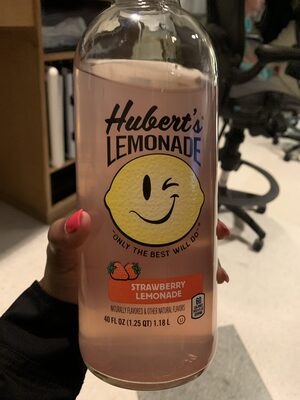 Hubert's
LEMONADE
"ONLY THE BEST WILL DO"
STRAWBERRY
LEMONADE
NATURALLY FLAVORED & OTHER NATURAL FLAVORS
40 FL OZ (1.25 QT) 1.18 L